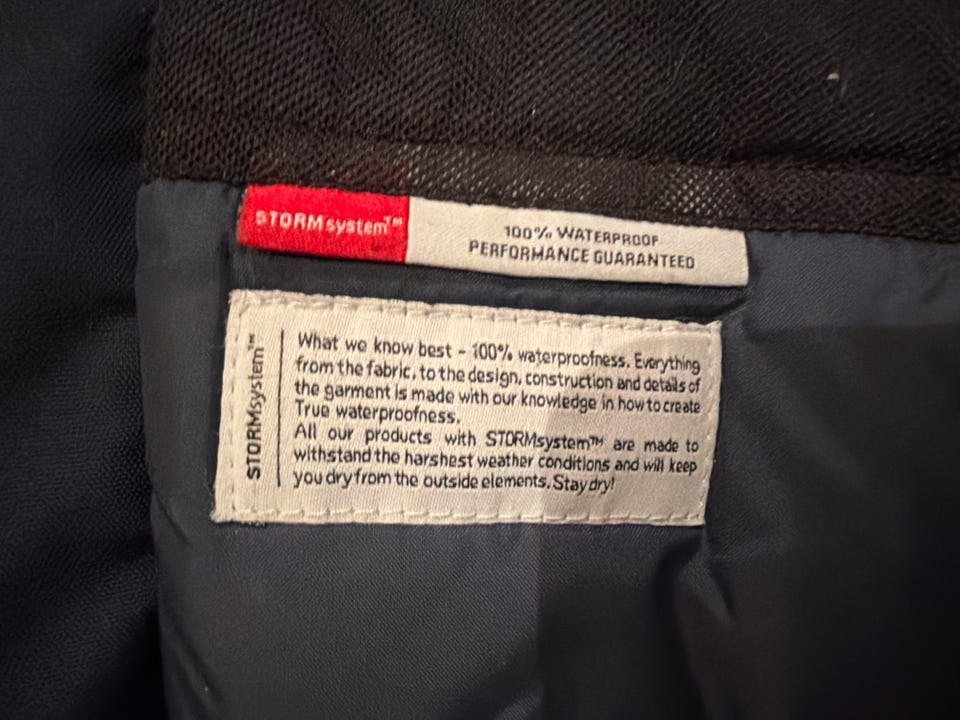 STORMsystem™
100% WATERPROOF
PERFORMANCE GUARANTEED
STORMsystem™
What we know best - 100% waterproofness. Everything
from the fabric, to the design, construction and details of
the garment is made with our knowledge in how to create
True waterproofness.
All our products with STORMsystem™ are made to
withstand the harshest weather conditions and will keep
you dry from the outside elements. Stay dry!